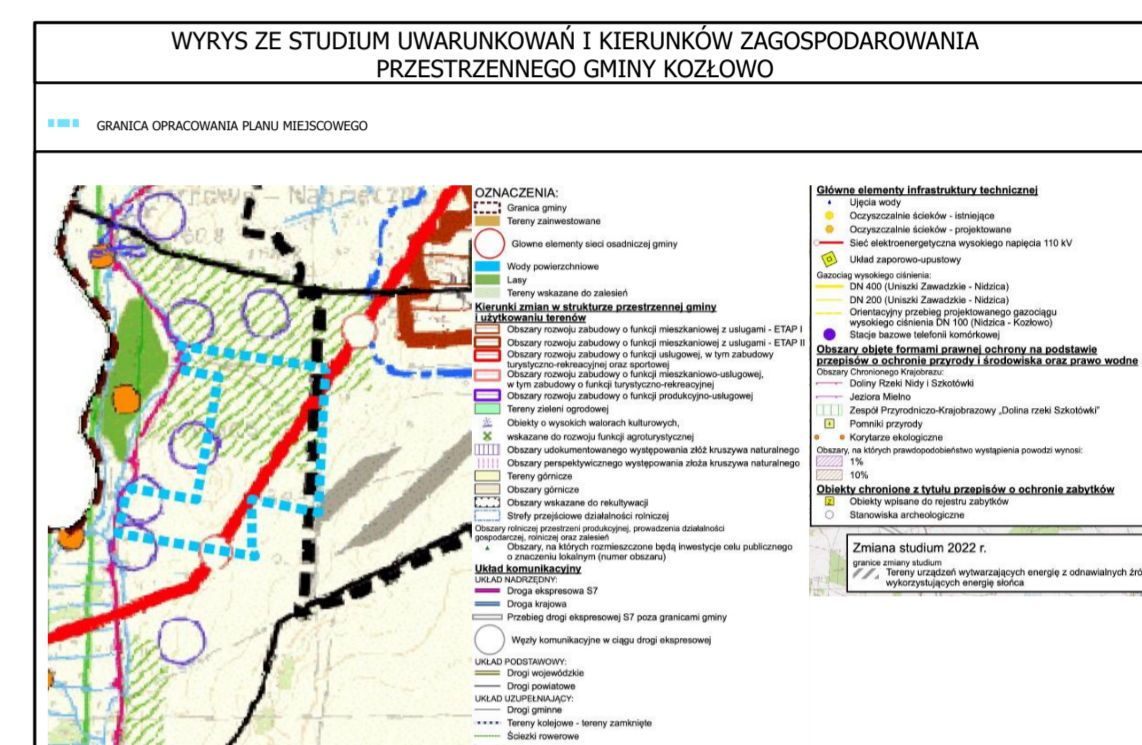 WYRYS ZE STUDIUM UWARUNKOWAŃ I KIERUNKÓW ZAGOSPODAROWANIA
PRZESTRZENNEGO GMINY KOZŁOWO
GRANICA OPRACOWANIA PLANU MIEJSCOWEGO
OZNACZENIA:
Granica gminy
Tereny zainwestowane
Glowne elementy sieci osadniczej gminy
Wody powierzchniowe
Lasy
Tereny wskazane do zalesień
Kierunki zmian w strukturze przestrzennej gminy
i użytkowaniu terenów
Obszary rozwoju zabudowy o funkcji mieszkaniowej z uslugami - ETAP I
Obszary rozwoju zabudowy o funkcji mieszkaniowej z usługami - ETAP II
Obszary rozwoju zabudowy o funkcji usługowej, w tym zabudowy
turystyczno-rekreacyjnej oraz sportowej
Obszary rozwoju zabudowy o funkcji mieszkaniowo-usługowej,
w tym zabudowy o funkcji turystyczno-rekreacyjnej
Obszary rozwoju zabudowy o funkcji produkcyjno-usługowej
Tereny zieleni ogrodowej
Obiekty o wysokich walorach kulturowych,
wskazane do rozwoju funkcji agroturystycznej
Obszary udokumentowanego występowania złóż kruszywa naturalnego
Obszary perspektywicznego występowania złoża kruszywa naturalnego
Tereny górnicze
Obszary górnicze
Obszary wskazane do rekultywacji
Strefy przejściowe działalności rolniczej
Obszary rolniczej przestrzeni produkcyjnej, prowadzenia działalności
gospodarczej, rolniczej oraz zalesień
Obszary, na których rozmieszczone będą inwestycje celu publicznego
o znaczeniu lokalnym (numer obszaru)
Układ komunikacyjny
UKŁAD NADRZĘDNY:
Droga ekspresowa S7
Droga krajowa
Przebieg drogi ekspresowej S7 poza granicami gminy
Węzły komunikacyjne w ciągu drogi ekspresowej
UKŁAD PODSTAWOWY:
Drogi wojewódzkie
Drogi powiatowe
UKŁAD UZUPEŁNIAJĄCY:
Drogi gminne
Tereny kolejowe - tereny zamknięte
Ścieżki rowerowe
Główne elementy infrastruktury technicznej
Ujęcia wody
Oczyszczalnie ścieków - istniejące
Oczyszczalnie ścieków - projektowane
Sieć elektroenergetyczna wysokiego napięcia 110 kV
Układ zaporowo-upustowy
Gazociąg wysokiego ciśnienia:
DN 400 (Uniszki Zawadzkie - Nidzica)
DN 200 (Uniszki Zawadzkie - Nidzica)
Orientacyjny przebieg projektowanego gazociągu
wysokiego ciśnienia DN 100 (Nidzica - Kozłowo)
Stacje bazowe telefonii komórkowej
Obszary objęte formami prawnej ochrony na podstawie
przepisów o ochronie przyrody i środowiska oraz prawo wodne
Obszary Chronionego Krajobrazu:
Doliny Rzeki Nidy i Szkotówki
Jeziora Mielno
Zespół Przyrodniczo-Krajobrazowy „Dolina rzeki Szkotówki"
Pomniki przyrody
Korytarze ekologiczne
Obszary, na których prawdopodobieństwo wystąpienia powodzi wynosi:
1%
10%
Obiekty chronione z tytułu przepisów o ochronie zabytków
Obiekty wpisane do rejestru zabytków
Stanowiska archeologiczne
Zmiana studium 2022 r.
granice zmiany studium
Tereny urządzeń wytwarzających energię z odnawialnych źró
wykorzystujących energię słońca